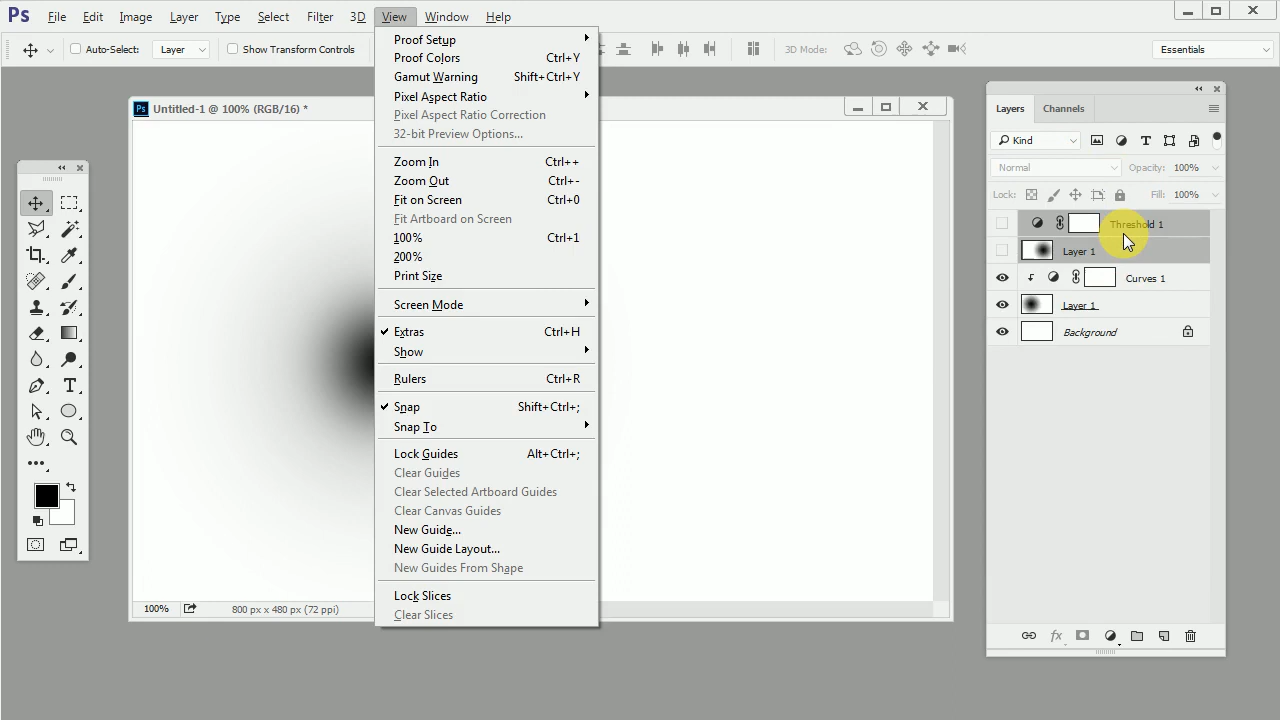 Ps File Edit Image Layer Type Select Filter 3D View Window Help
Auto-Select: Layer Show Transform Controls 3D Mode: Essentials
Untitled-1 @ 100% (RGB/16) *
Proof Setup
Proof Colors Ctrl+Y
Gamut Warning Shift+Ctrl+Y
Pixel Aspect Ratio
Pixel Aspect Ratio Correction
32-bit Preview Options...
Zoom In Ctrl++
Zoom Out Ctrl+-
Fit on Screen Ctrl+0
Fit Artboard on Screen
100% Ctrl+1
200%
Print Size
Screen Mode
Extras Ctrl+H
Show
Rulers Ctrl+R
Snap Shift+Ctrl+;
Snap To
Lock Guides Alt+Ctrl+;
Clear Guides
Clear Selected Artboard Guides
Clear Canvas Guides
New Guide...
New Guide Layout...
New Guides From Shape
Lock Slices
Clear Slices
100% 800 px x 480 px (72 ppi)
Layers Channels
Kind
Normal Opacity: 100%
Lock: Fill: 100%
Threshold 1
Layer 1
Curves 1
Layer 1
Background
fx